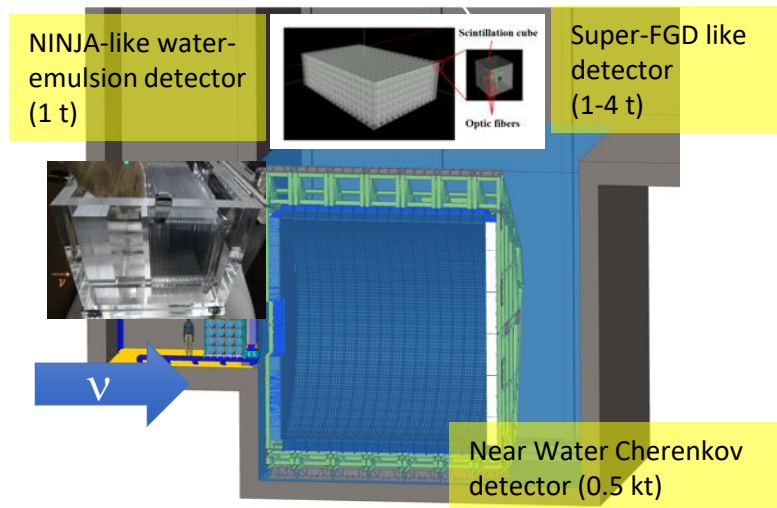 NINJA-like water-
emulsion detector
(1 t)
Scintillation cube
Optic fibers
Super-FGD like
detector
(1-4 t)
ν
ν
Near Water Cherenkov
detector (0.5 kt)